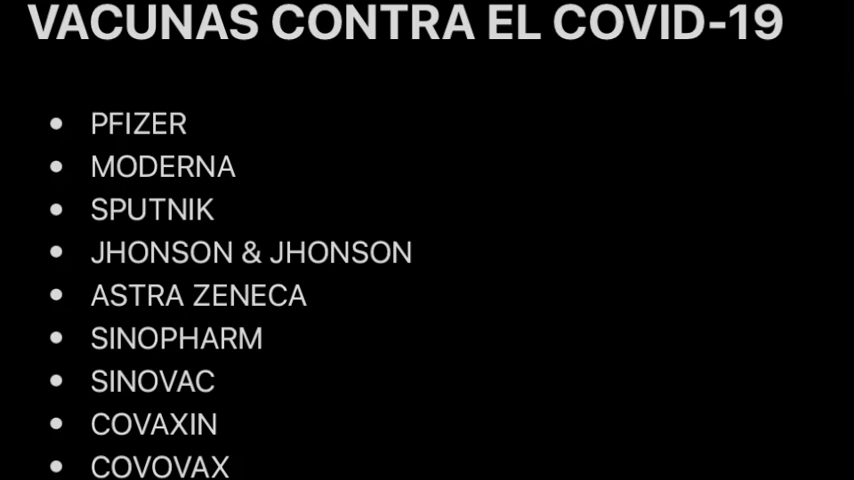 VACUNAS CONTRA EL COVID-19
• PFIZER
• MODERNA
• SPUTNIK
• JHONSON & JHONSON
• ASTRA ZENECA
• SINOPHARM
• SINOVAC
• COVAXIN
• COVOVAX